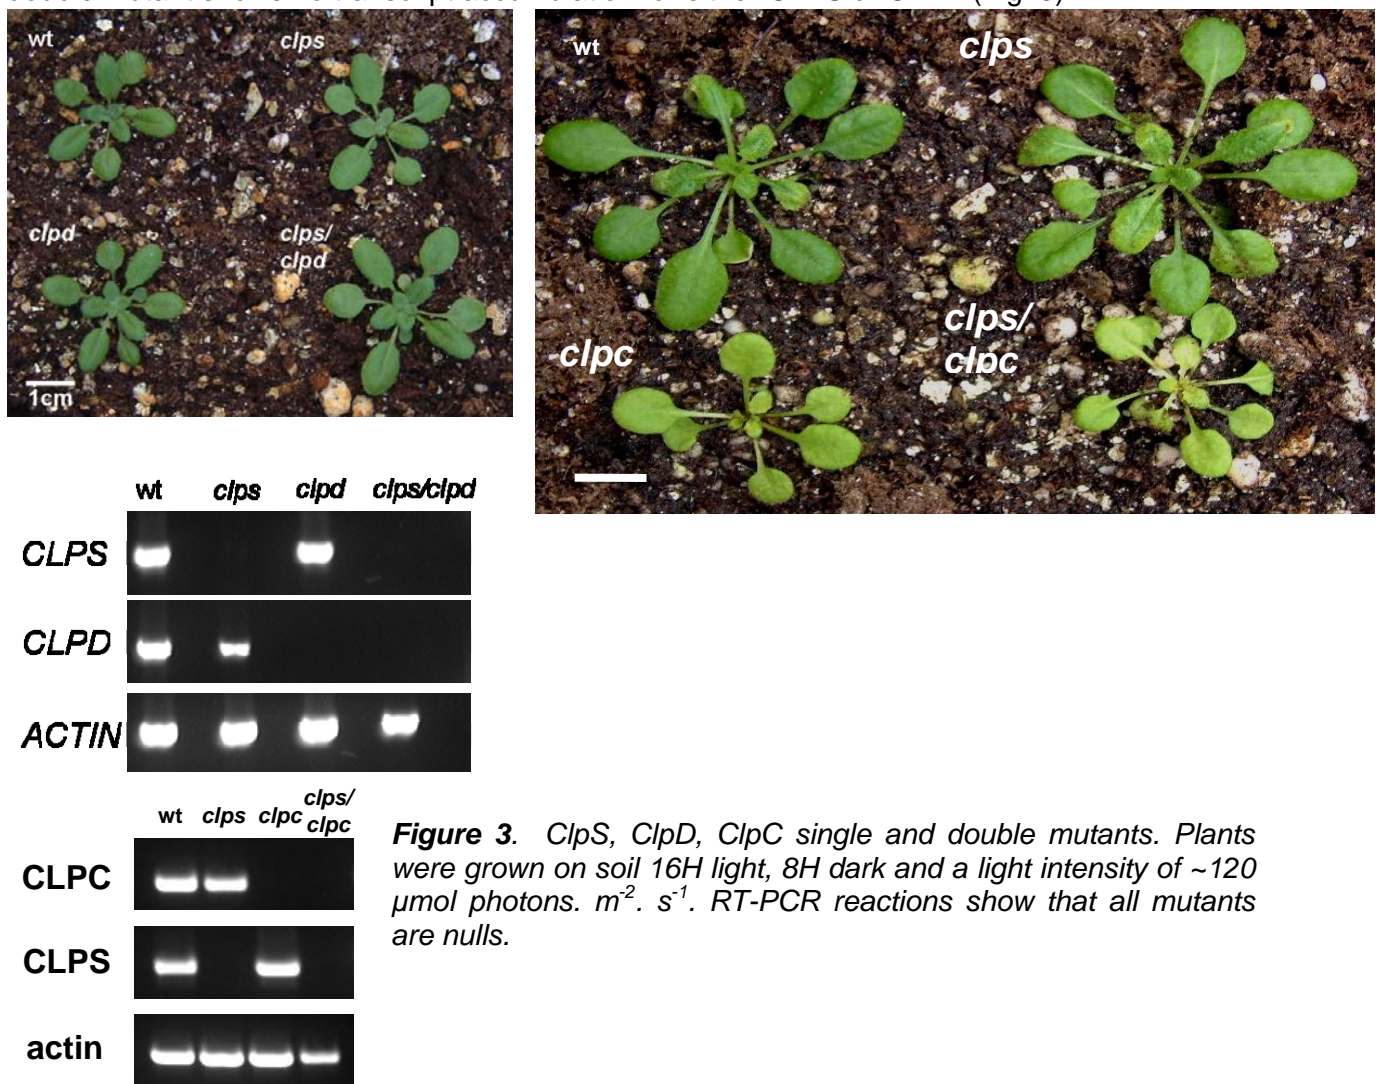 wt
clps
clpd
clps/
clpd
1cm
wt
clps
clpc
clps/
clpc
wt clps clpd clps/clpd
CLPS
CLPD
ACTIN
wt clps clpc clps/
clpc
CLPC
CLPS
actin
Figure 3. ClpS, ClpD, ClpC single and double mutants. Plants
were grown on soil 16H light, 8H dark and a light intensity of ~120
µmol photons. m-2. s-1. RT-PCR reactions show that all mutants
are nulls.